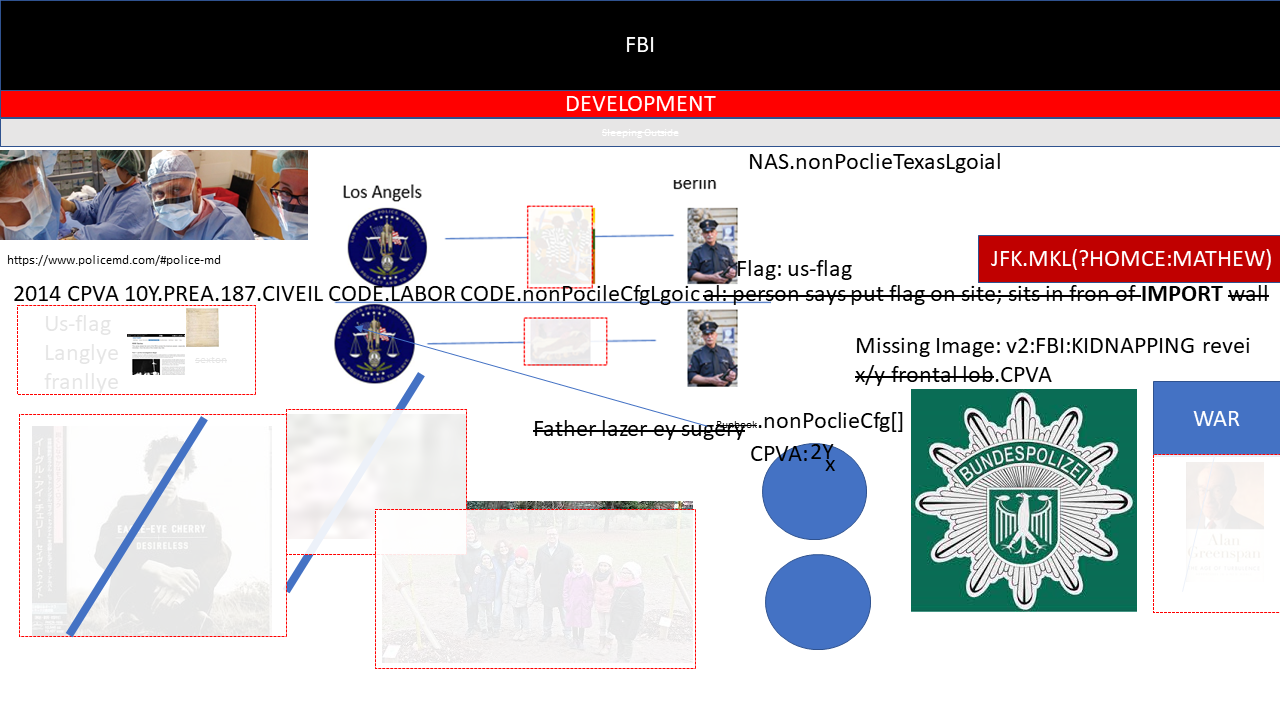 FBI
DEVELOPMENT
Sleeping Outside
NAS.nonPoclieTexasLgoial
Los Angels
Berlin
https://www.policemd.com/#police-md
Flag: us-flag
JFK.MKL(?HOMCE:MATHEW)
2014 CPVA 10Y.PREA.187.CIVEIL CODE.LABOR CODE.nonPocileCfgLgoical: person says put flag on site; sits in fron of IMPORT wall
Us-flag
Langlye
franllye
Missing Image: v2:FBI:KIDNAPPING revei
x/y frontal lob.CPVA
WAR
Father lazer ey sugery
.nonPoclieCfg[]
CPVA:2Y
x
BUNDESPOLIZEI
EAGLE-EYE CHERRY
DESIRELESS
Alan
Greenspan